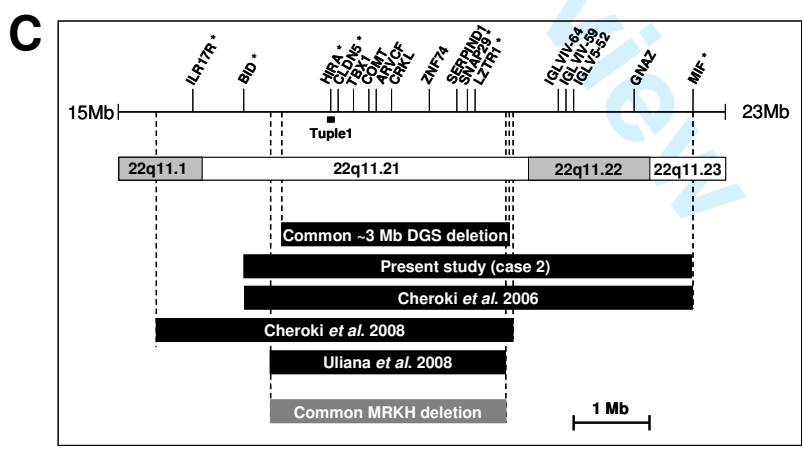 C
ILR17R *
BID *
HIRA *
CLDN5 *
TBX1
COMT
ARVCF
CRKL
ZNF74
SERPIND1
SNAP29 *
LZTR1 *
IGLVIV-64
IGLVIV-59
IGLV5-52
GNAZ
MIF *
15Mb
23Mb
Tuple1
22q11.1
22q11.21
22q11.22
22q11.23
Common ~3 Mb DGS deletion
Present study (case 2)
Cheroki et al. 2006
Cheroki et al. 2008
Uliana et al. 2008
Common MRKH deletion
1 Mb
view